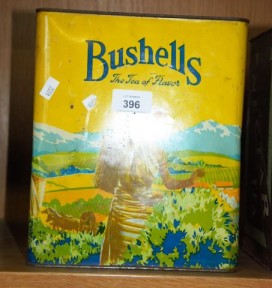 Bushells
The Tea of Flavor
396